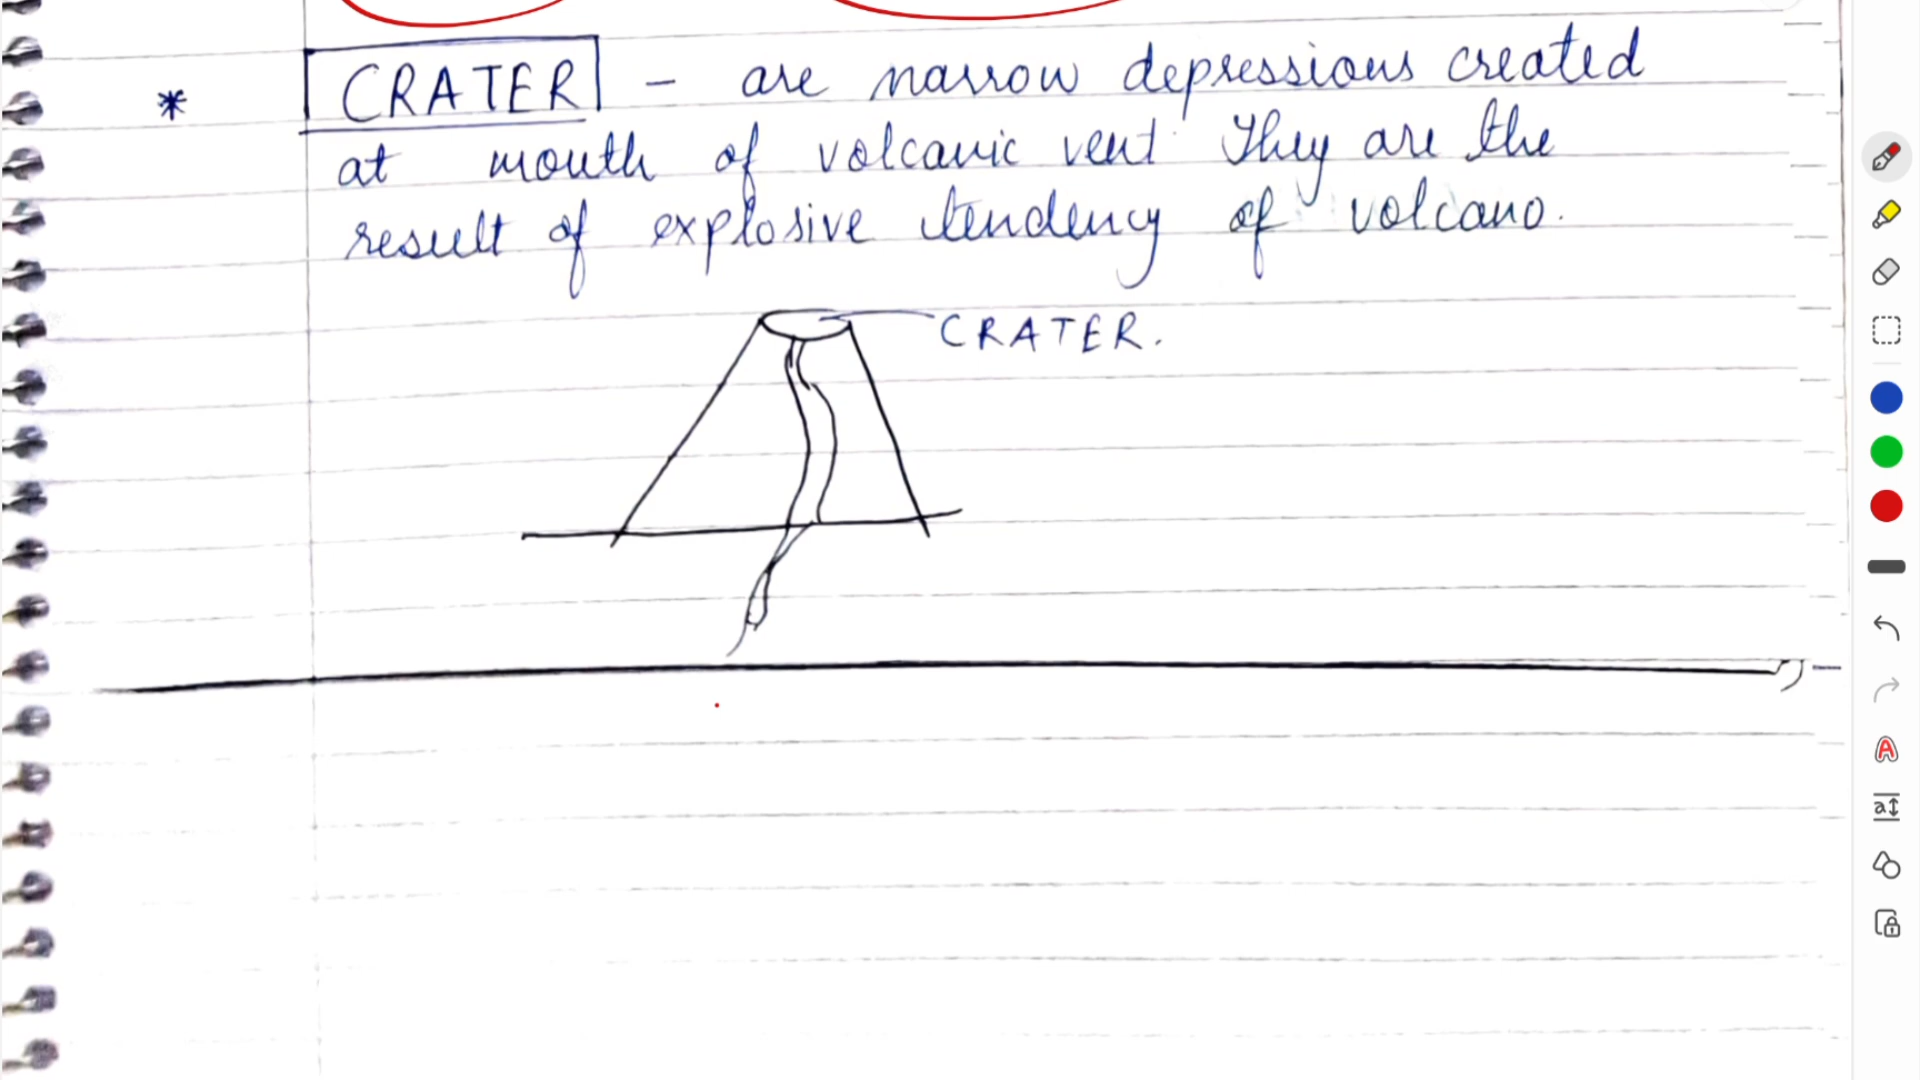 * CRATER - are narrow depressions created
at mouth of volcanic vent. They are the
result of explosive tendency of volcano.
CRATER.